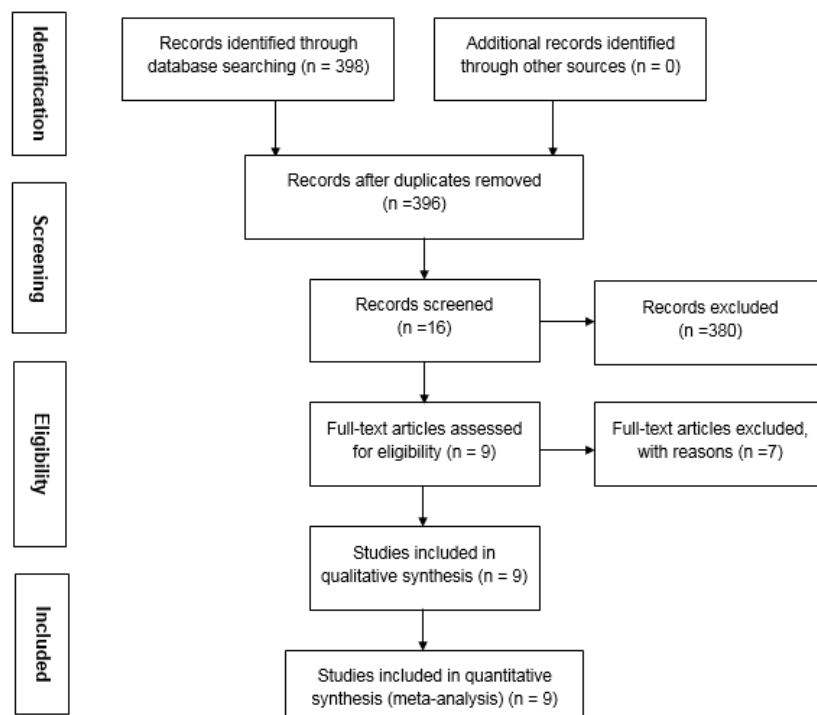 Identification
Records identified through
database searching (n = 398)
Additional records identified
through other sources (n = 0)
Records after duplicates removed
(n =396)
Screening
Records screened
(n =16)
Records excluded
(n =380)
Eligibility
Full-text articles assessed
for eligibility (n = 9)
Full-text articles excluded,
with reasons (n =7)
Studies included in
qualitative synthesis (n = 9)
Included
Studies included in quantitative
synthesis (meta-analysis) (n = 9)